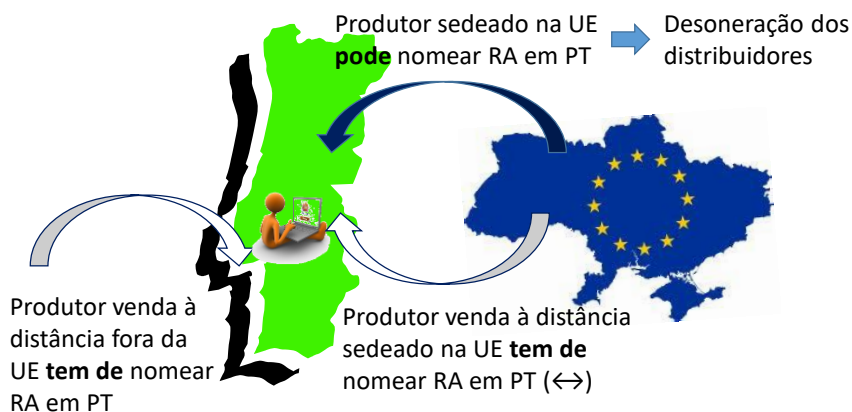 Produtor sedeado na UE
pode nomear RA em PT
Desoneração dos
distribuidores
Produtor venda à
distância fora da
UE tem de nomear
RA em PT
Produtor venda à distância
sedeado na UE tem de
nomear RA em PT (↔)